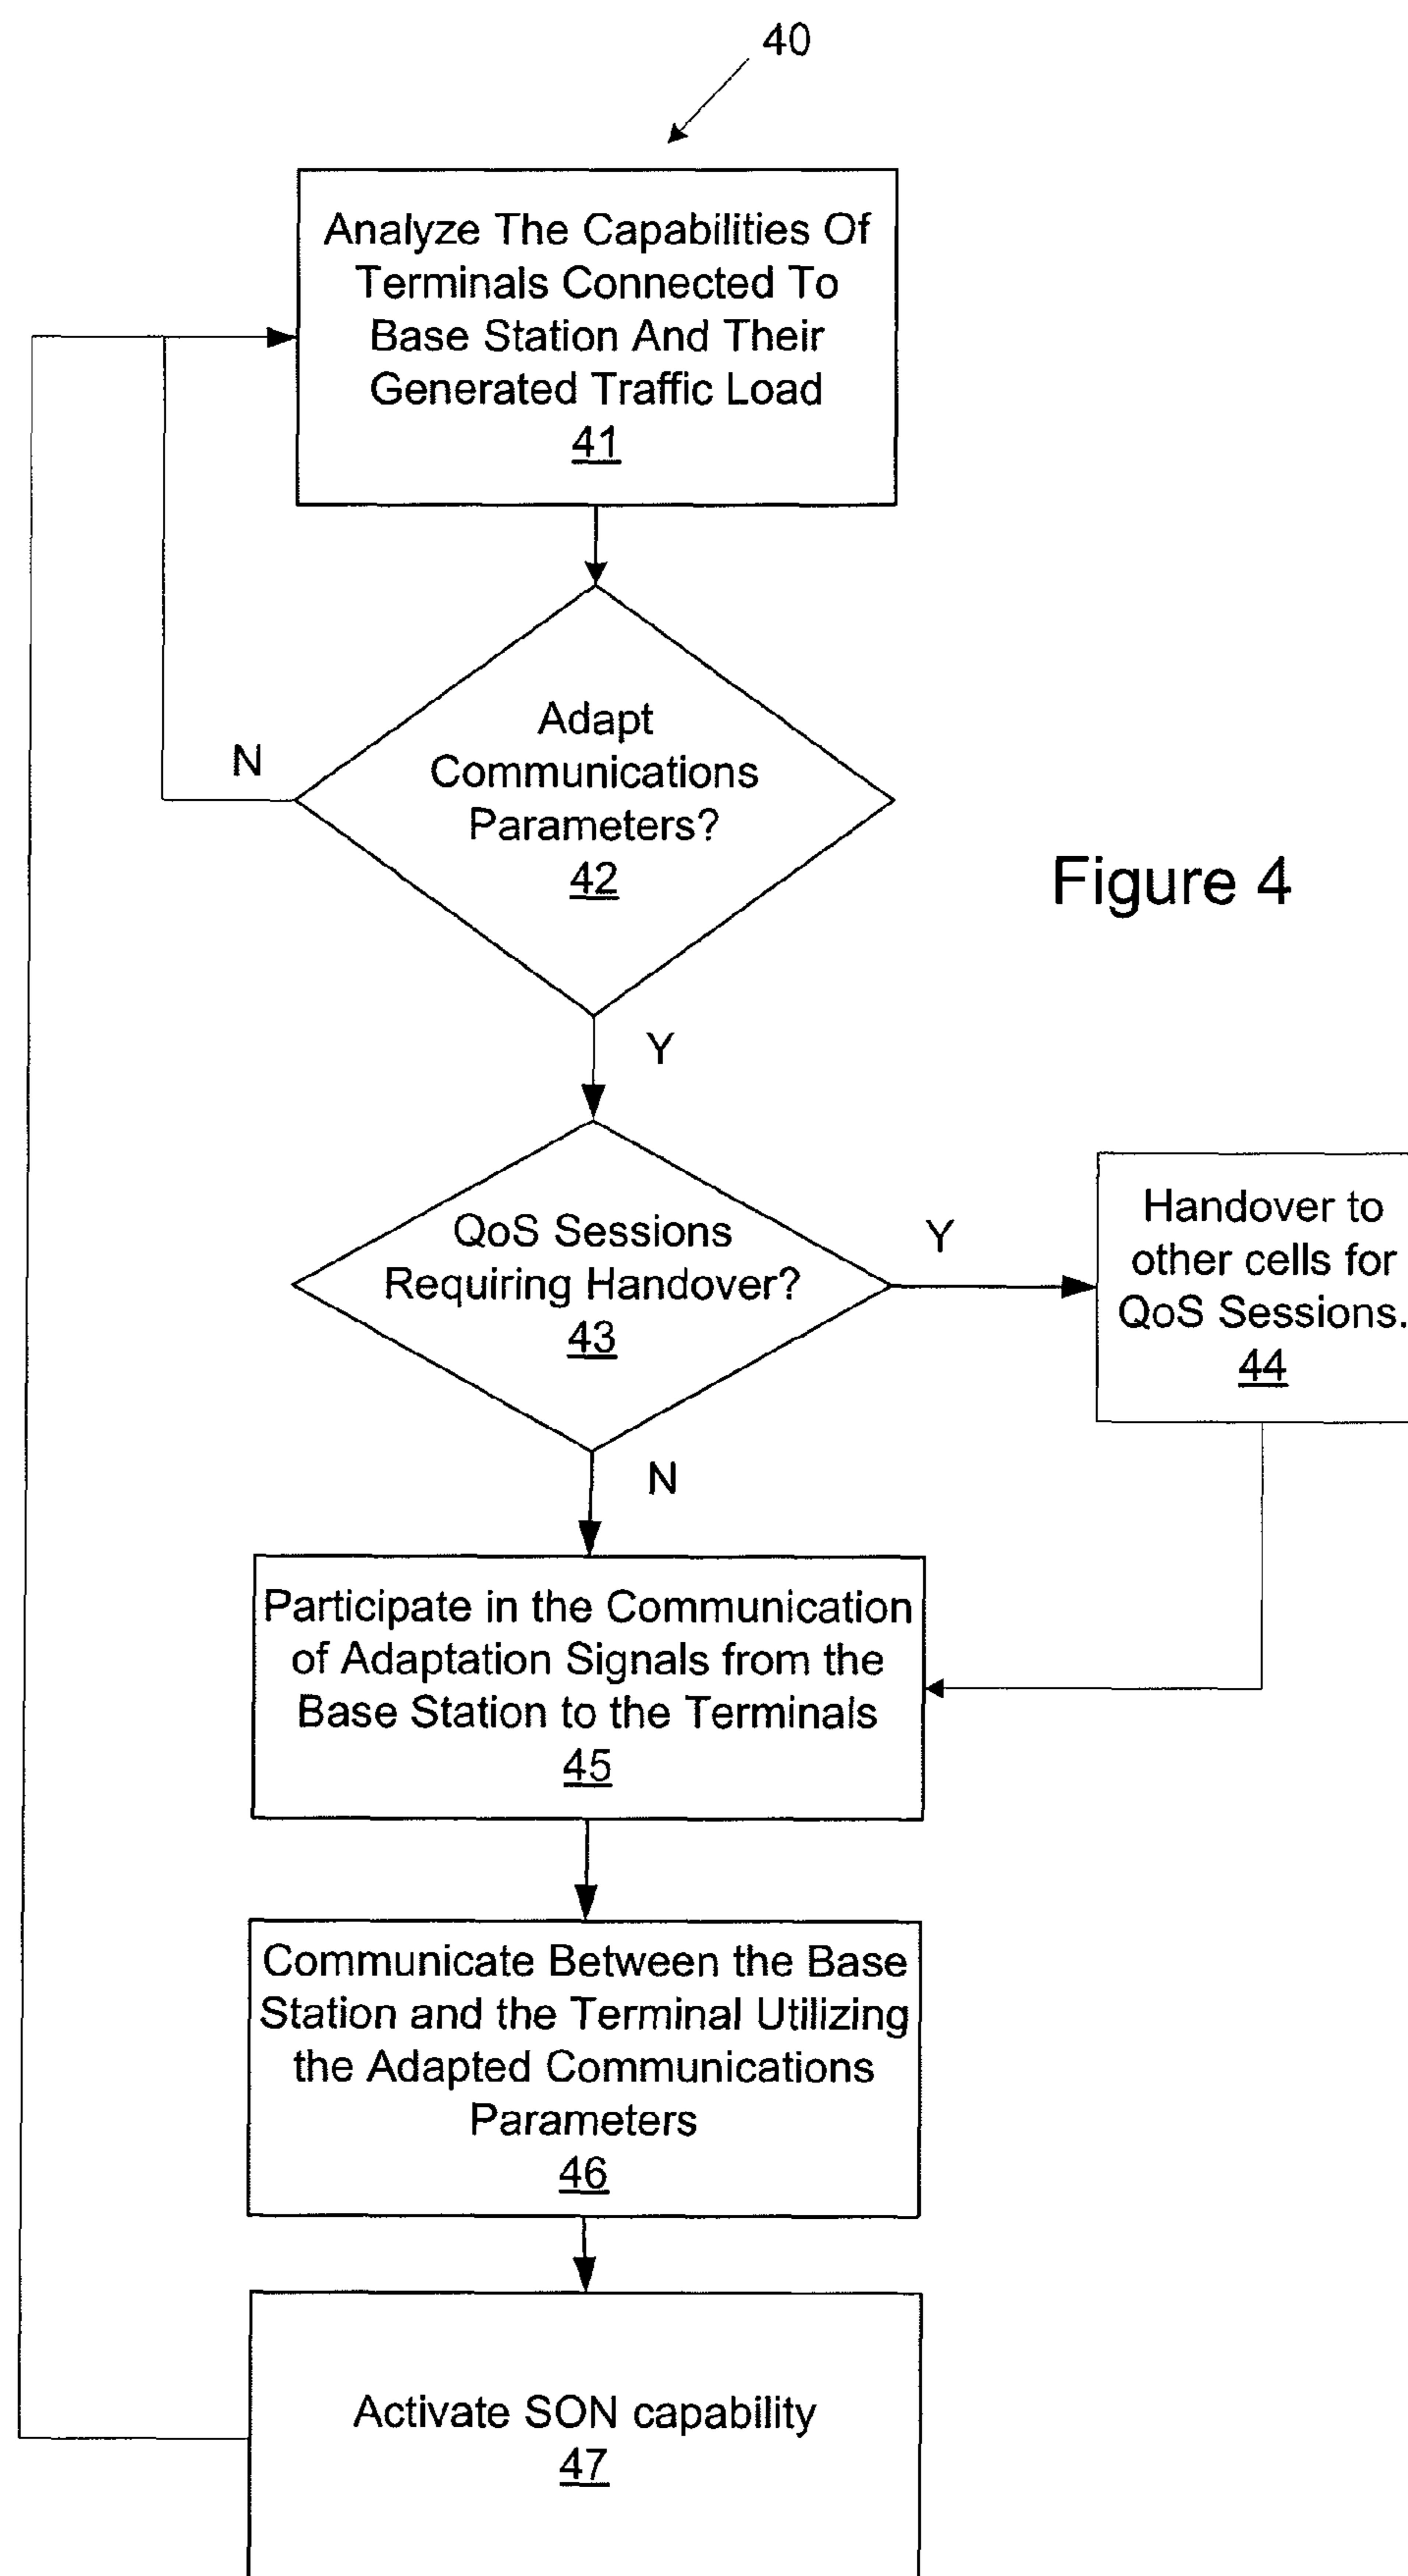 40
Analyze The Capabilities Of
Terminals Connected To
Base Station And Their
Generated Traffic Load
41
Adapt
Communications
Parameters?
42
N
Figure 4
Y
QoS Sessions
Requiring Handover?
43
Y
Handover to
other cells for
QoS Sessions.
44
N
Participate in the Communication
of Adaptation Signals from the
Base Station to the Terminals
45
Communicate Between the Base
Station and the Terminal Utilizing
the Adapted Communications
Parameters
46
Activate SON capability
47